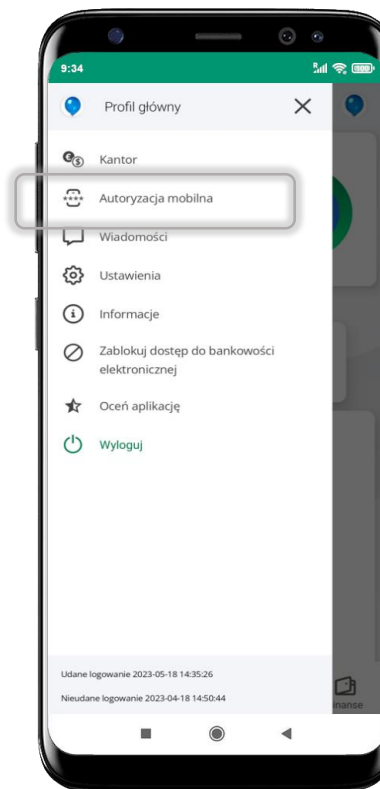 9:34
Profil główny
Kantor
Autoryzacja mobilna
Wiadomości
Ustawienia
Informacje
Zablokuj dostęp do bankowości
elektronicznej
Oceń aplikację
Wyloguj
Udane logowanie 2023-05-18 14:35:26
Nieudane logowanie 2023-04-18 14:50:44
inanse